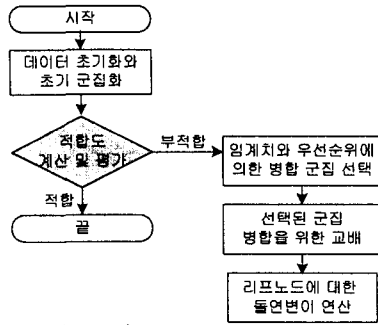 시작
데이터 초기화와
초기 군집화
적합도
계산 및 평가
부적합
적합
끝
임계치와 우선순위에
의한 병합 군집 선택
선택된 군집
병합을 위한 교배
리프노드에 대한
돌연변이 연산